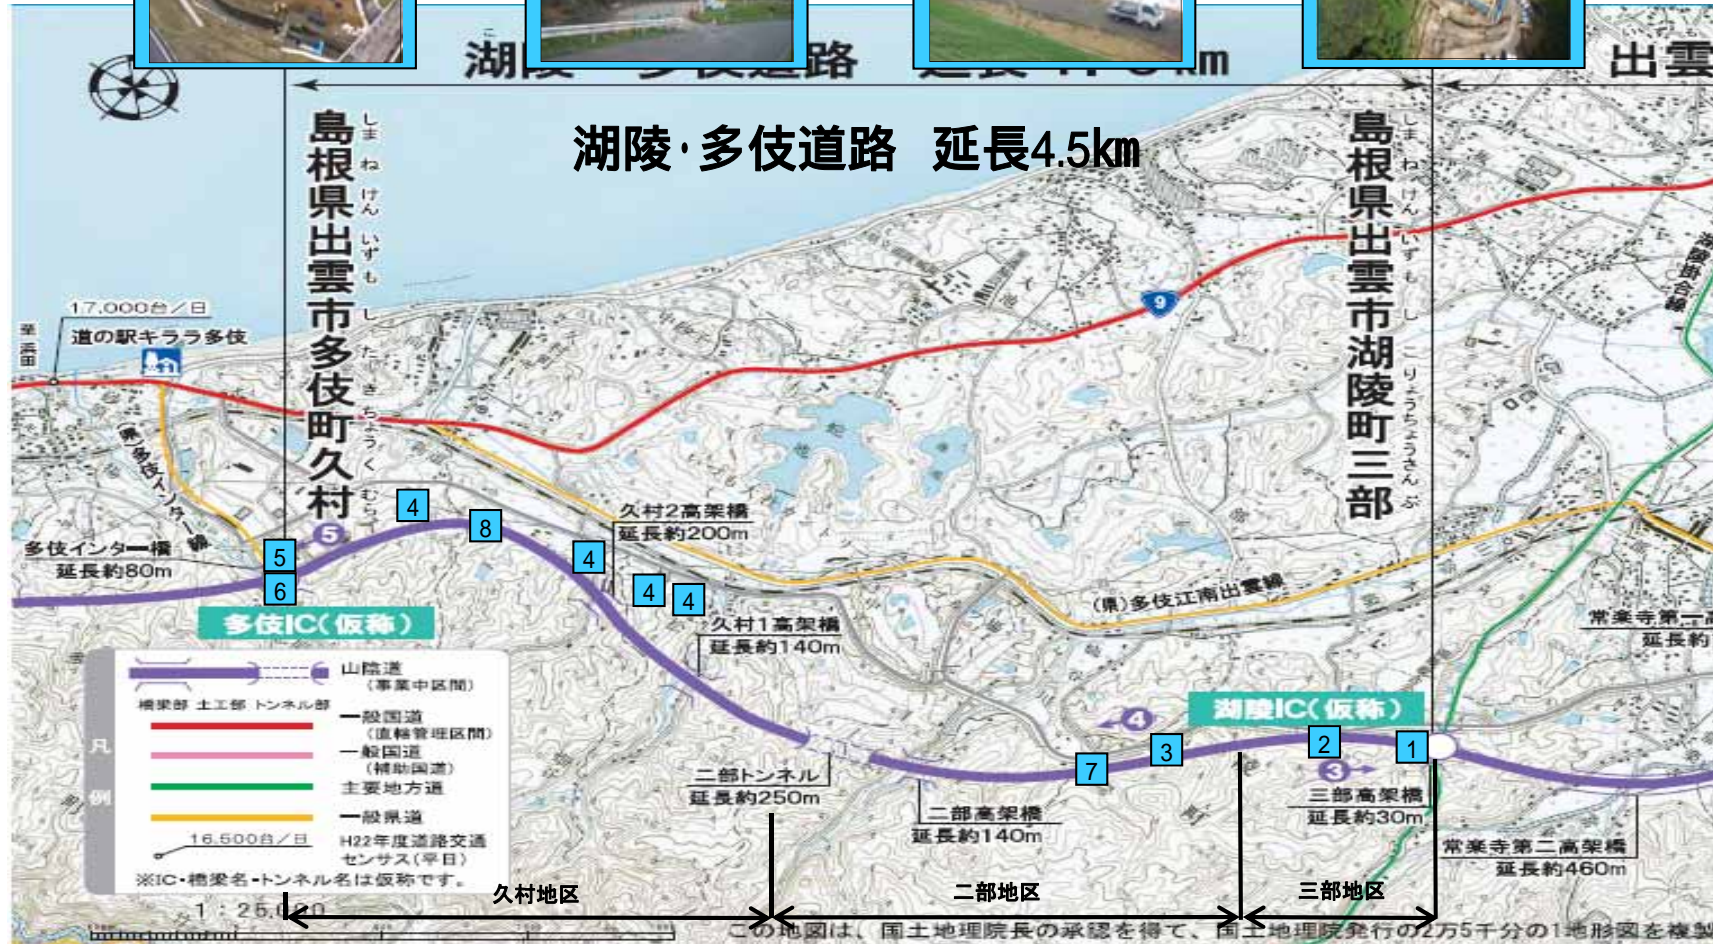 湖陵・多伎道路 延長4.5km
島根県出雲市多伎町久村
しまねけんいずもしたきちょうくむら
島根県出雲市湖陵町三部
しまねけんいずもしこりょうちょうさんぶ
出雲
湖陵掛合線
9
17,000台/日
道の駅キララ多伎
至浜田
(県)多伎インター線
多伎インター橋
延長約80m
5
5
6
4
8
4
4
4
久村2高架橋
延長約200m
久村1高架橋
延長約140m
(県)多伎江南出雲線
多伎IC(仮称)
湖陵IC(仮称)
4
7
3
2
1
3
二部トンネル
延長約250m
二部高架橋
延長約140m
三部高架橋
延長約30m
常楽寺第一高
延長約
常楽寺第二高架橋
延長約460m
凡例
山陰道
(事業中区間)
橋梁部 土工部 トンネル部
一般国道
(直轄管理区間)
一般国道
(補助国道)
主要地方道
一般県道
16,500台/日
H22年度道路交通
センサス(平日)
※IC・橋梁名・トンネル名は仮称です。
1:25,000
久村地区
二部地区
三部地区
この地図は、国土地理院長の承認を得て、国土地理院発行の2万5千分の1地形図を複製